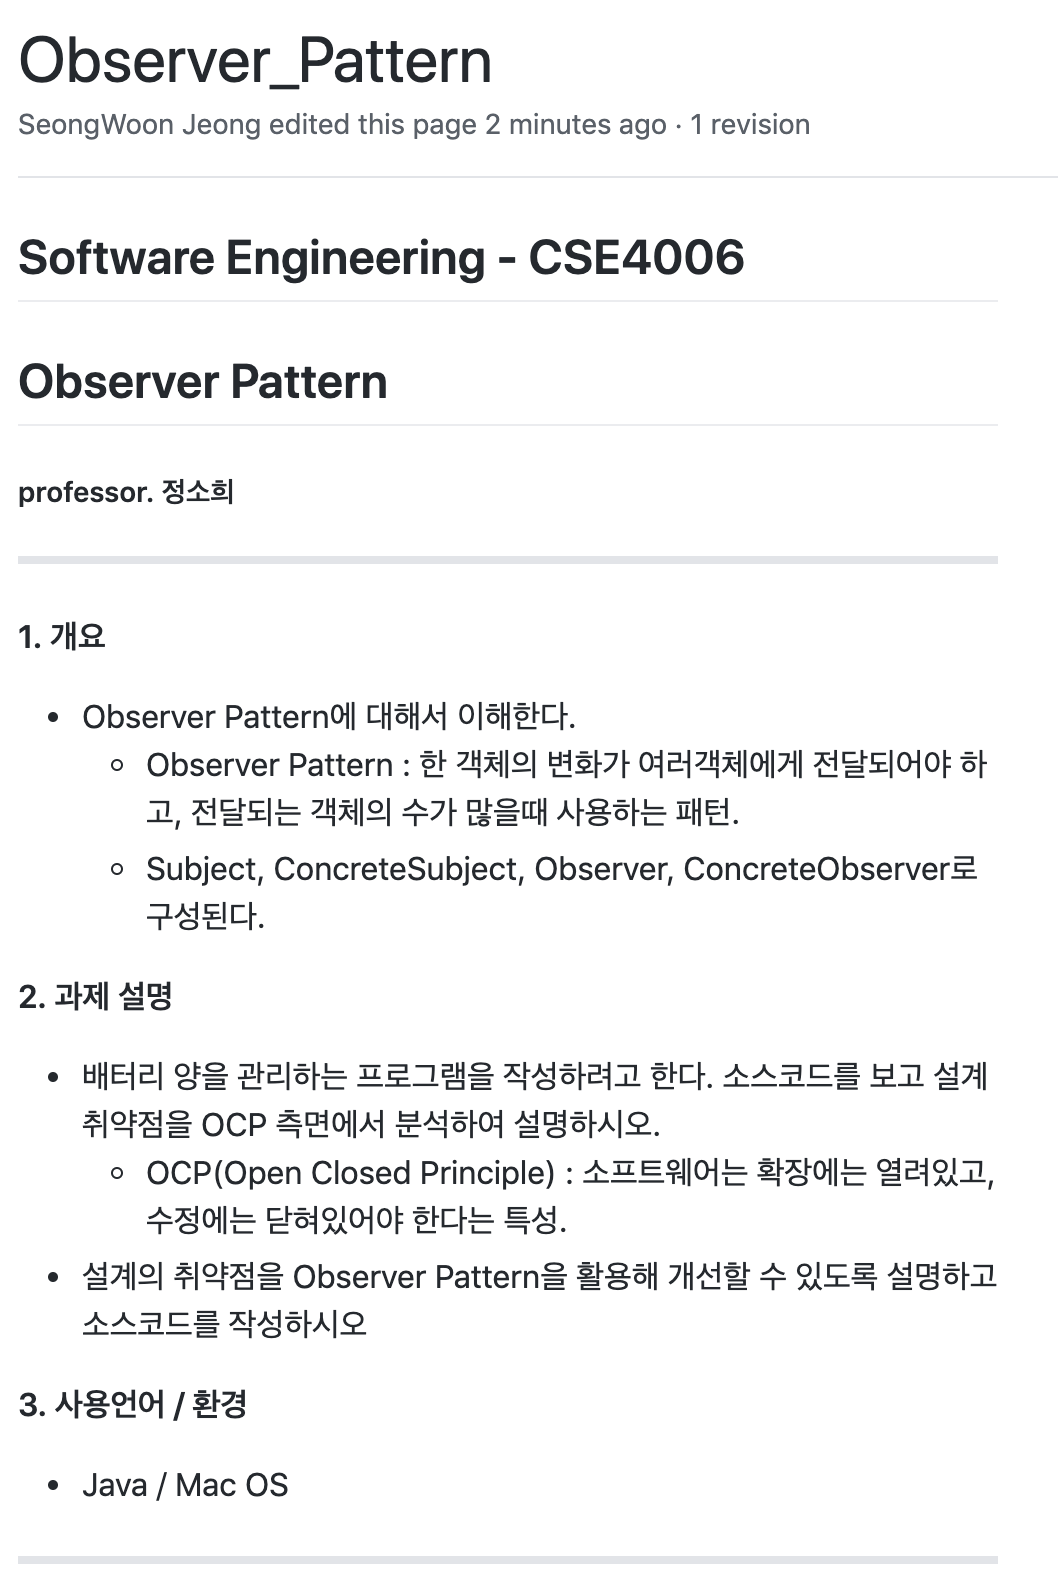 Observer_Pattern
SeongWoon Jeong edited this page 2 minutes ago · 1 revision
Software Engineering - CSE4006
Observer Pattern
professor. 정소희
1. 개요
• Observer Pattern에 대해서 이해한다.
◦ Observer Pattern : 한 객체의 변화가 여러객체에게 전달되어야 하
고, 전달되는 객체의 수가 많을때 사용하는 패턴.
◦ Subject, ConcreteSubject, Observer, ConcreteObserver로
구성된다.
2. 과제 설명
• 배터리 양을 관리하는 프로그램을 작성하려고 한다. 소스코드를 보고 설계
취약점을 OCP 측면에서 분석하여 설명하시오.
◦ OCP(Open Closed Principle) : 소프트웨어는 확장에는 열려있고,
수정에는 닫혀있어야 한다는 특성.
• 설계의 취약점을 Observer Pattern을 활용해 개선할 수 있도록 설명하고
소스코드를 작성하시오
3. 사용언어 / 환경
• Java / Mac OS